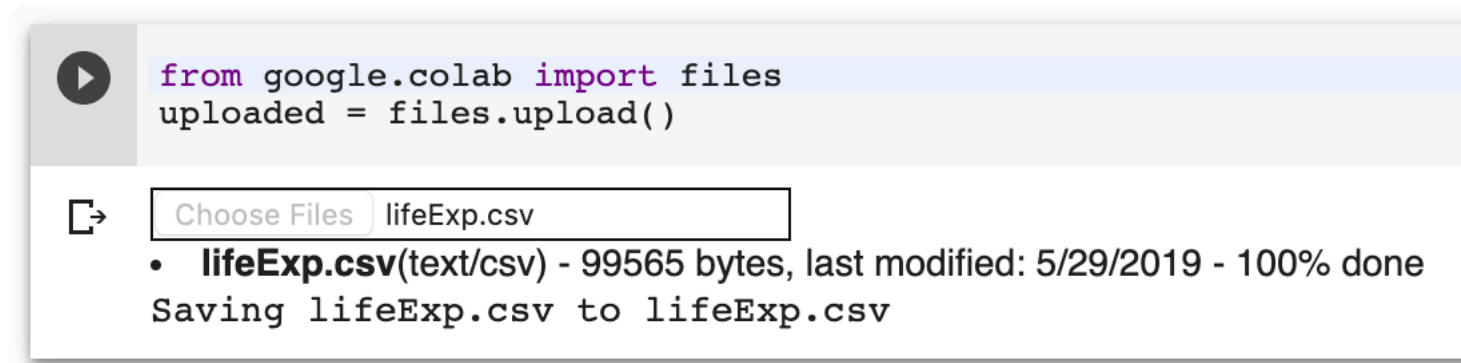 from google.colab import files
uploaded = files.upload()
Choose Files lifeExp.csv
• lifeExp.csv(text/csv) - 99565 bytes, last modified: 5/29/2019 - 100% done
Saving lifeExp.csv to lifeExp.csv